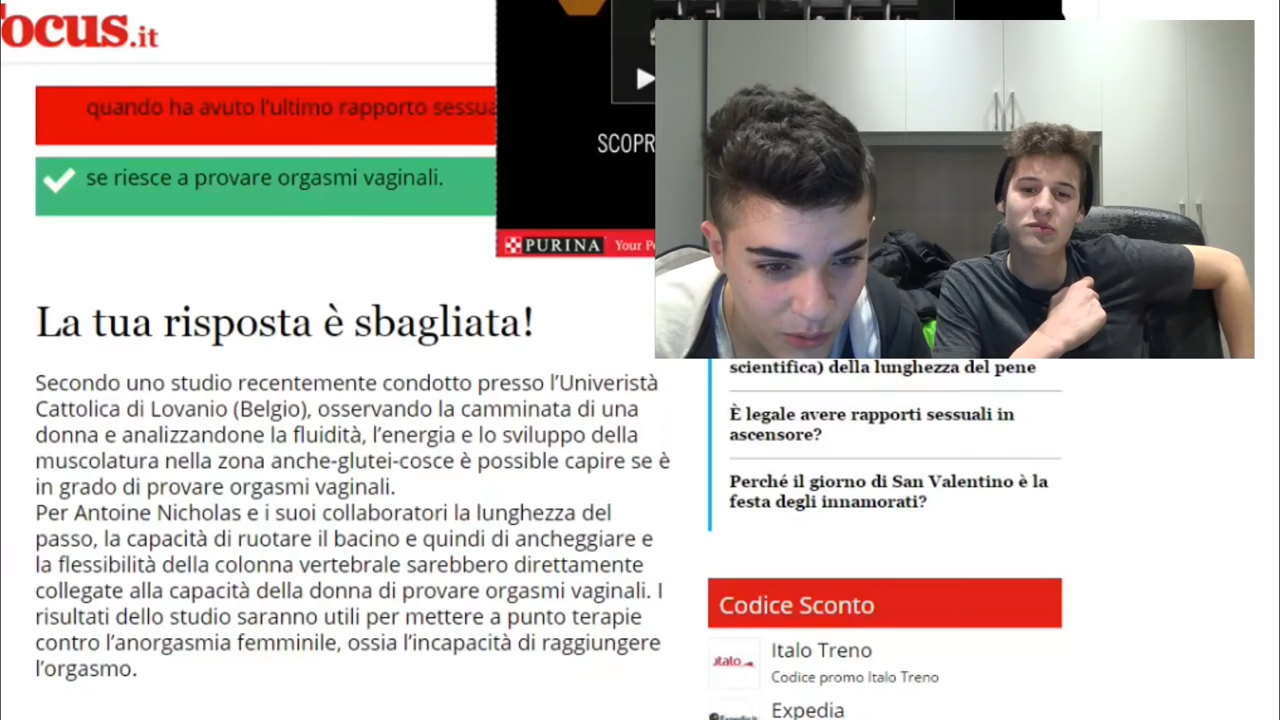 focus.it
quando ha avuto l'ultimo rapporto
se riesce a provare orgasmi vaginali.
SCOPR
PURINA Your
La tua risposta è sbagliata!
Secondo uno studio recentemente condotto presso l'Univeristà
Cattolica di Lovanio (Belgio), osservando la camminata di una
donna e analizzandone la fluidità, l'energia e lo sviluppo della
muscolatura nella zona anche-glutei-cosce è possible capire se è
in grado di provare orgasmi vaginali.
Per Antoine Nicholas e i suoi collaboratori la lunghezza del
passo, la capacità di ruotare il bacino e quindi di ancheggiare e
la flessibilità della colonna vertebrale sarebbero direttamente
collegate alla capacità della donna di provare orgasmi vaginali. I
risultati dello studio saranno utili per mettere a punto terapie
contro l'anorgasmia femminile, ossia l'incapacità di raggiungere
l'orgasmo.
scientifica) della lunghezza del pene
È legale avere rapporti sessuali in
ascensore?
Perché il giorno di San Valentino è la
festa degli innamorati?
Codice Sconto
italo
Italo Treno
Codice promo Italo Treno
Expedia